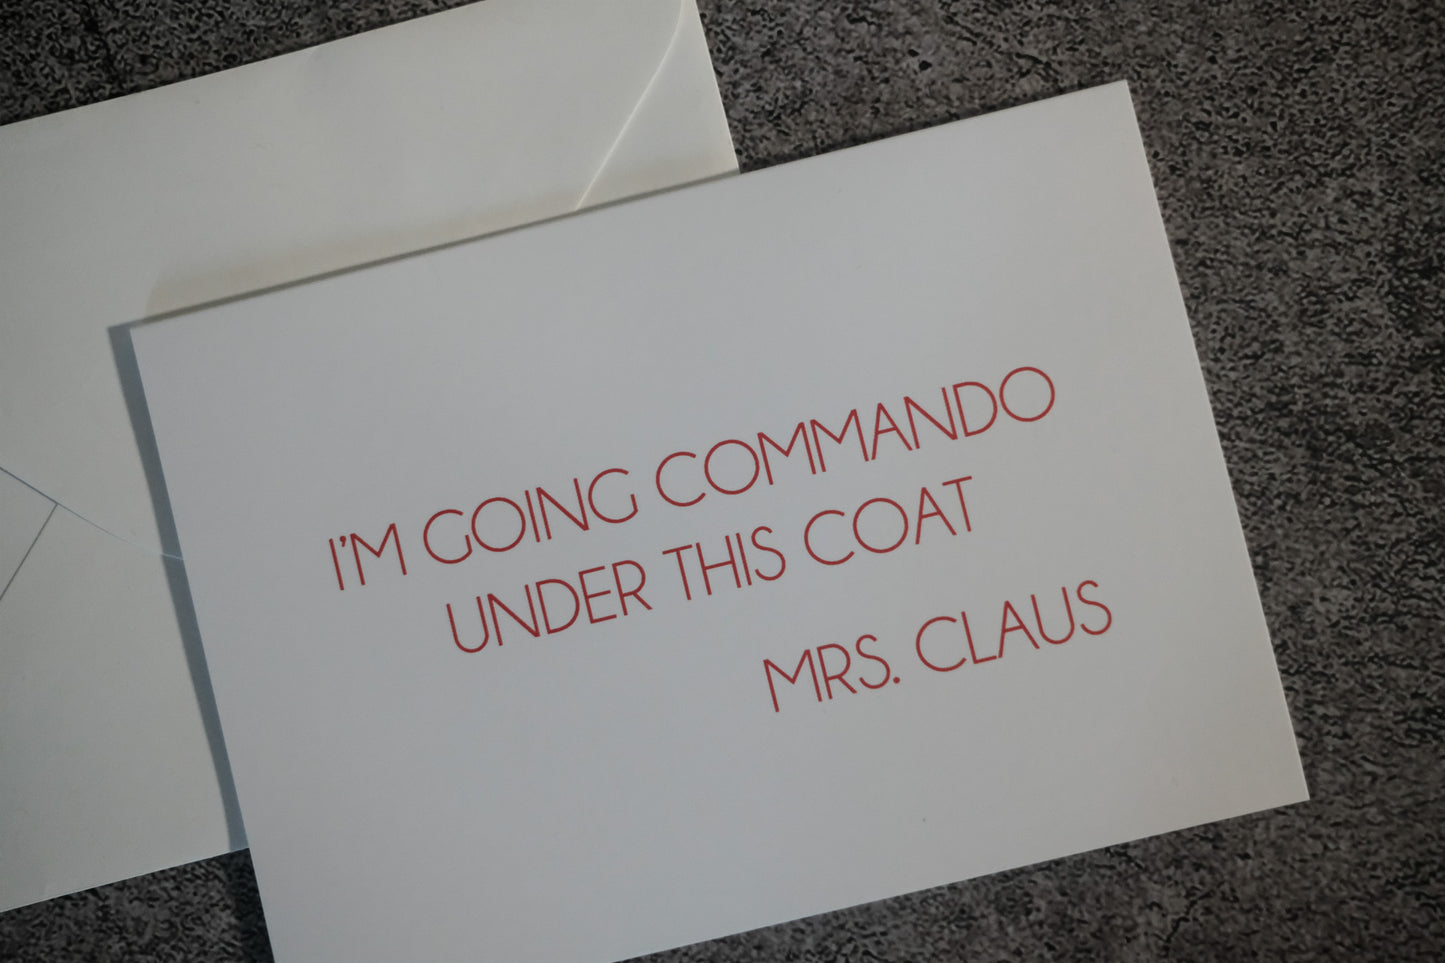 I'M GOING COMMANDO
UNDER THIS COAT
MRS. CLAUS